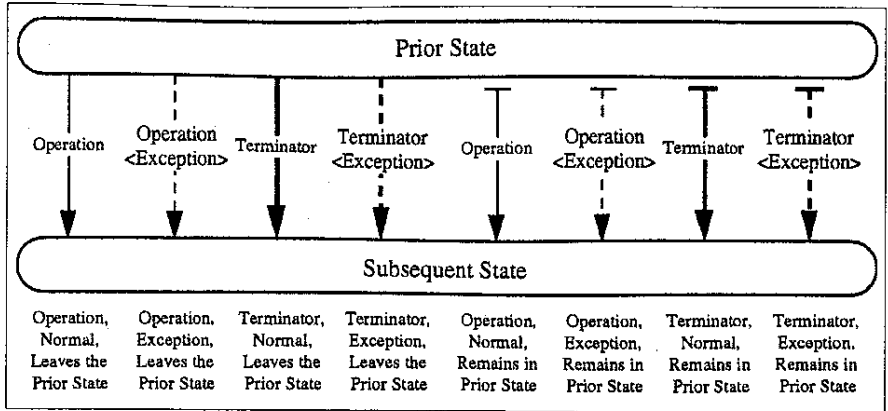 Prior State
Operation
Operation
<Exception>
Terminator
Terminator
<Exception>
Operation
Operation
<Exception>
Terminator
Terminator
<Exception>
Subsequent State
Operation,
Normal,
Leaves the
Prior State
Operation,
Exception,
Leaves the
Prior State
Terminator,
Normal,
Leaves the
Prior State
Terminator,
Exception,
Leaves the
Prior State
Operation,
Normal,
Remains in
Prior State
Operation,
Exception,
Remains in
Prior State
Terminator,
Normal,
Remains in
Prior State
Terminator,
Exception,
Remains in
Prior State